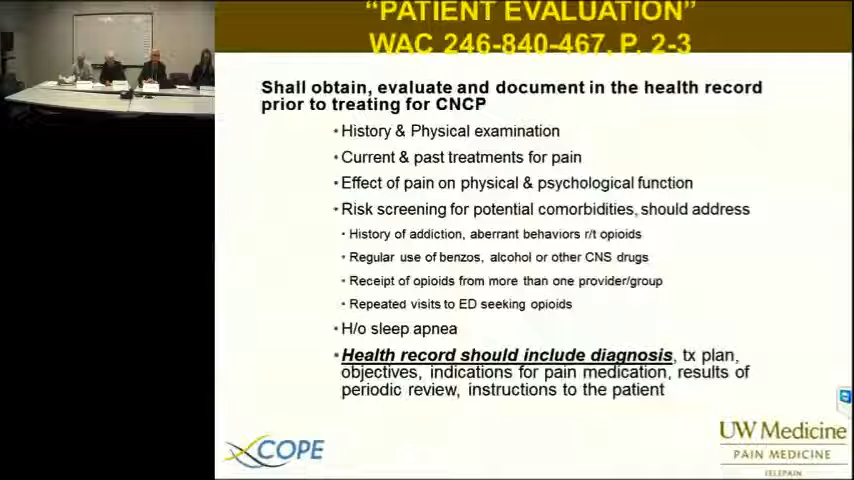 “PATIENT EVALUATION”
WAC 246-840-467, P. 2-3
Shall obtain, evaluate and document in the health record
prior to treating for CNCP
•History & Physical examination
•Current & past treatments for pain
•Effect of pain on physical & psychological function
•Risk screening for potential comorbidities, should address
• History of addiction, aberrant behaviors r/t opioids
• Regular use of benzos, alcohol or other CNS drugs
• Receipt of opioids from more than one provider/group
• Repeated visits to ED seeking opioids
•H/o sleep apnea
•Health record should include diagnosis, tx plan,
objectives, indications for pain medication, results of
periodic review, instructions to the patient
COPE
UW Medicine
PAIN MEDICINE
TELEPAIN